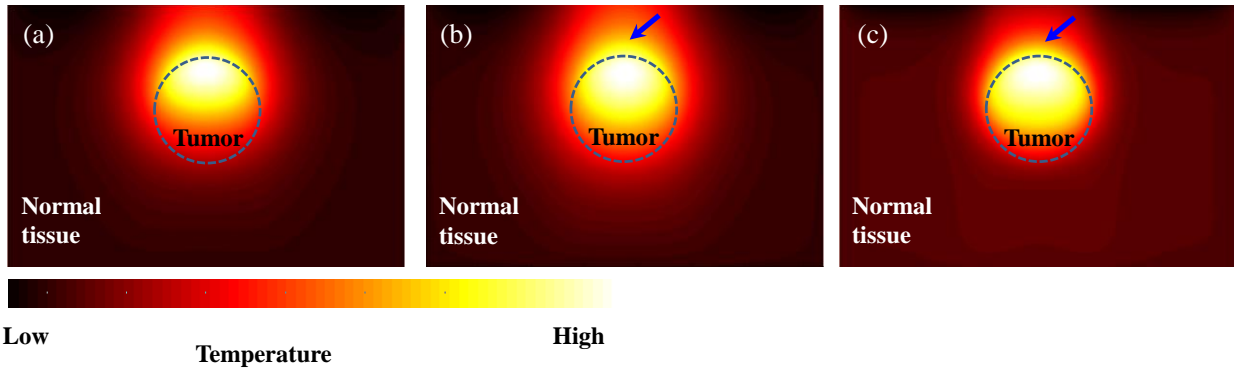 (a)
Tumor
Normal
tissue
(b)
Tumor
Normal
tissue
(c)
Tumor
Normal
tissue
Low
High
Temperature